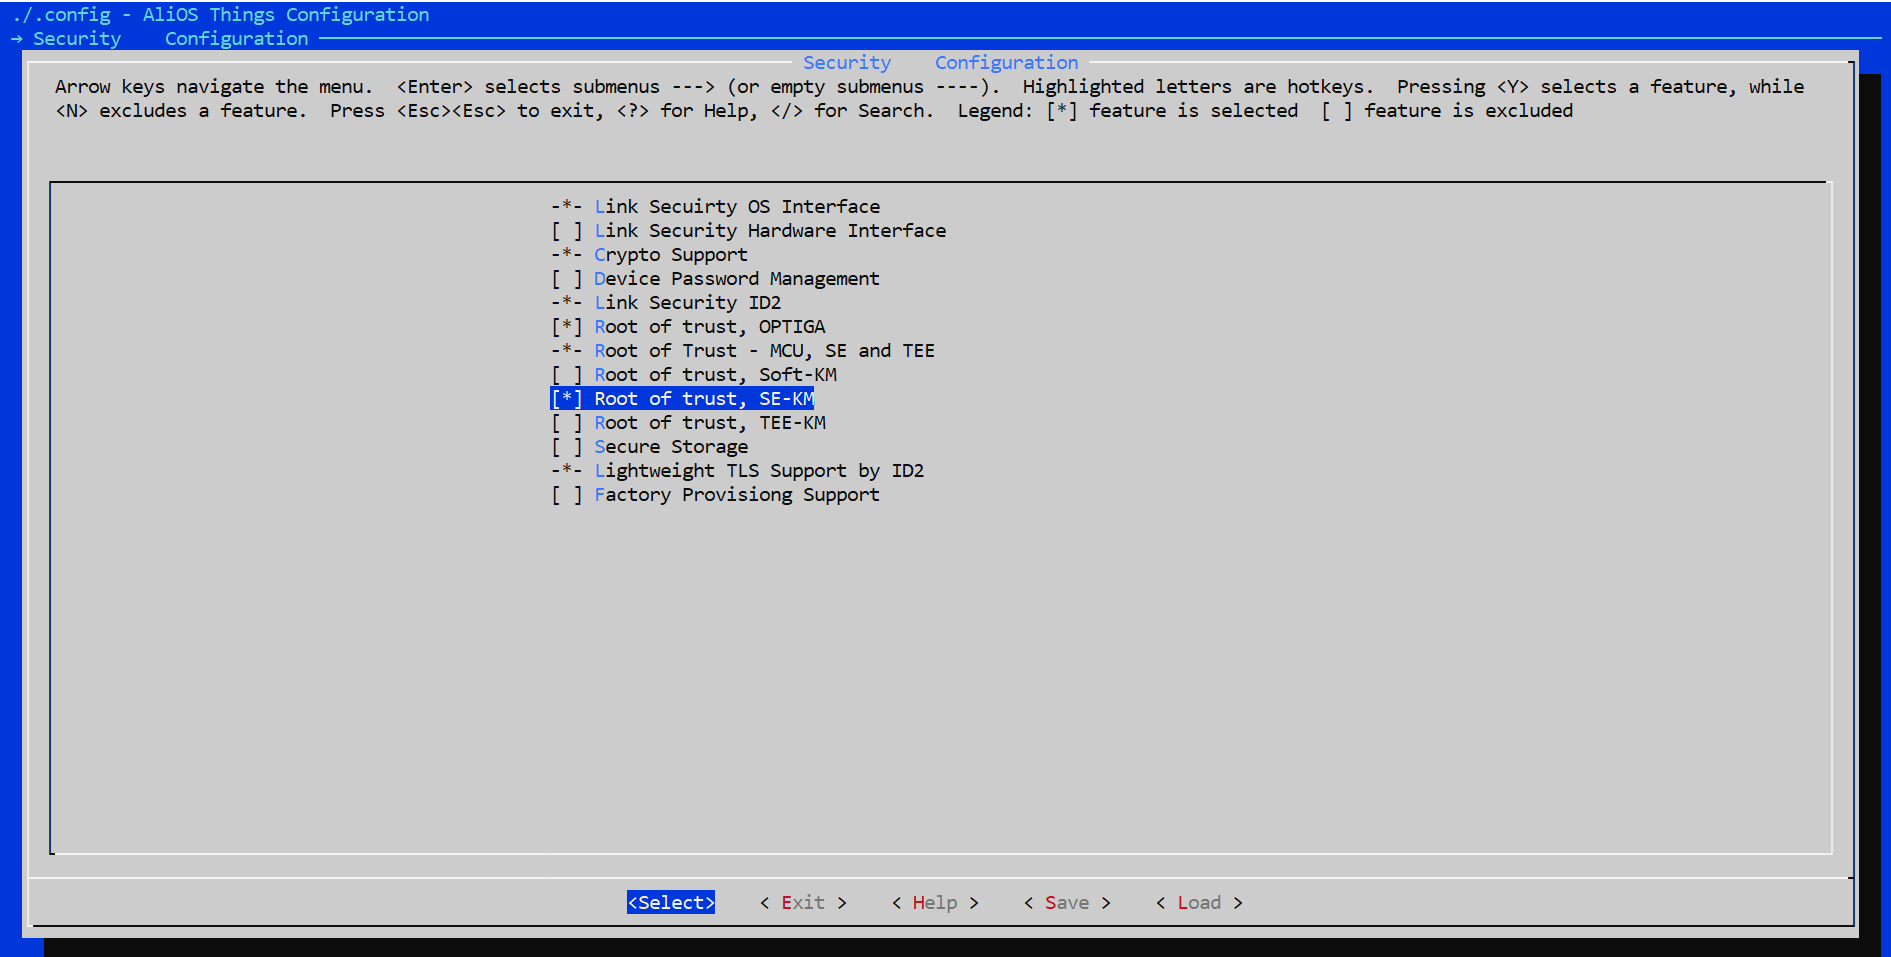 ./.config - AliOS Things Configuration
→ Security    Configuration
Security    Configuration
Arrow keys navigate the menu.  <Enter> selects submenus ---> (or empty submenus ----).  Highlighted letters are hotkeys.  Pressing <Y> selects a feature, while
<N> excludes a feature.  Press <Esc><Esc> to exit, <?> for Help, </> for Search.  Legend: [*] feature is selected  [ ] feature is excluded
-*- Link Secuirty OS Interface
[ ] Link Security Hardware Interface
-*- Crypto Support
[ ] Device Password Management
-*- Link Security ID2
[*] Root of trust, OPTIGA
-*- Root of Trust - MCU, SE and TEE
[ ] Root of trust, Soft-KM
[*] Root of trust, SE-KM
[ ] Root of trust, TEE-KM
[ ] Secure Storage
-*- Lightweight TLS Support by ID2
[ ] Factory Provisiong Support
<Select>    < Exit >    < Help >    < Save >    < Load >